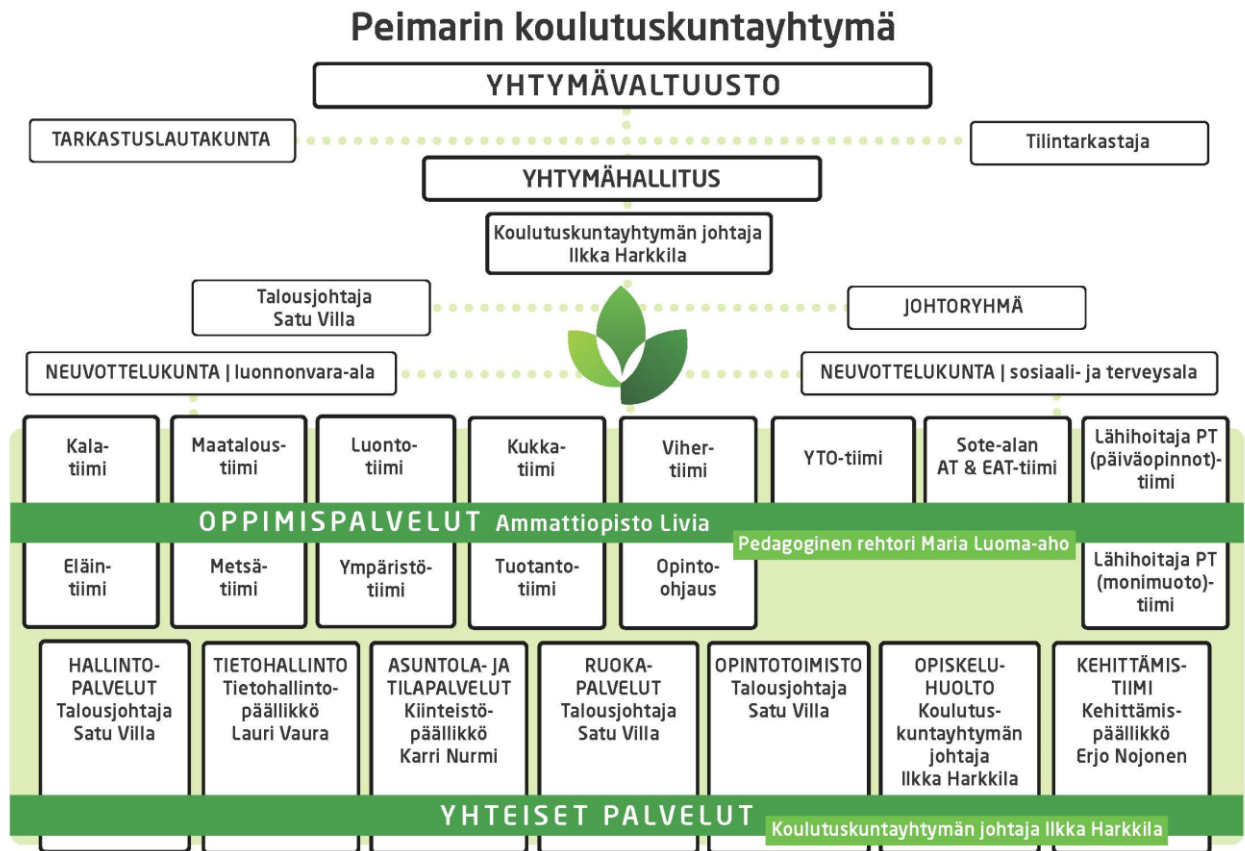 Peimarin koulutuskuntayhtymä
YHTYMÄVALTUUSTO
TARKASTUSLAUTAKUNTA
Tilintarkastaja
YHTYMÄHALLITUS
Koulutuskuntayhtymän johtaja
Ilkka Harkkila
Talousjohtaja
Satu Villa
JOHTORYHMÄ
NEUVOTTELUKUNTA | luonnonvara-ala
NEUVOTTELUKUNTA | sosiaali- ja terveysala
Kala-
tiimi
Maatalous-
tiimi
Luonto-
tiimi
Kukka-
tiimi
Viher-
tiimi
YTO-tiimi
Sote-alan
AT & EAT-tiimi
Lähihoitaja PT
(päiväopinnot)-
tiimi
OPPIMISPALVELUT Ammattiopisto Livia
Pedagoginen rehtori Maria Luoma-aho
Eläin-
tiimi
Metsä-
tiimi
Ympäristö-
tiimi
Tuotanto-
tiimi
Opinto-
ohjaus
Lähihoitaja PT
(monimuoto)-
tiimi
HALLINTO-
PALVELUT
Talousjohtaja
Satu Villa
TIETOHALLINTO
Tietohallinto-
päällikkö
Lauri Vaura
ASUNTOLA- JA
TILAPALVELUT
Kiinteistö-
päällikkö
Karri Nurmi
RUOKA-
PALVELUT
Talousjohtaja
Satu Villa
OPINTOTOIMISTO
Talousjohtaja
Satu Villa
OPISKELU-
HUOLTO
Koulutus-
kuntayhtymän
johtaja
Ilkka Harkkila
KEHITTÄMIS-
TIIMI
Kehittämis-
päällikkö
Erjo Nojonen
YHTEISET PALVELUT
Koulutuskuntayhtymän johtaja Ilkka Harkkila